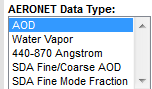 AERONET Data Type:
AOD
Water Vapor
440-870 Angstrom
SDA Fine/Coarse AOD
SDA Fine Mode Fraction